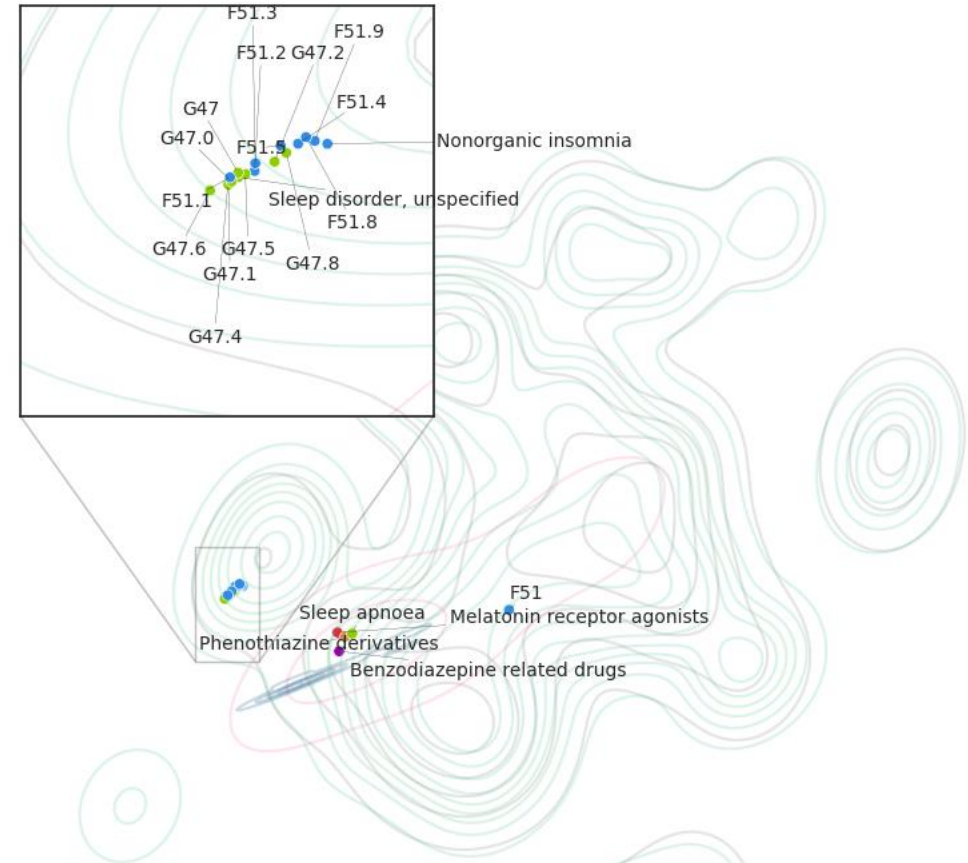 F51.3
F51.9
F51.2
G47.2
F51.4
G47
G47.0
Nonorganic insomnia
F51.5
F51.1
Sleep disorder, unspecified
F51.8
G47.6
G47.5
G47.8
G47.1
G47.4
F51
Sleep apnoea
Melatonin receptor agonists
Phenothiazine derivatives
Benzodiazepine related drugs